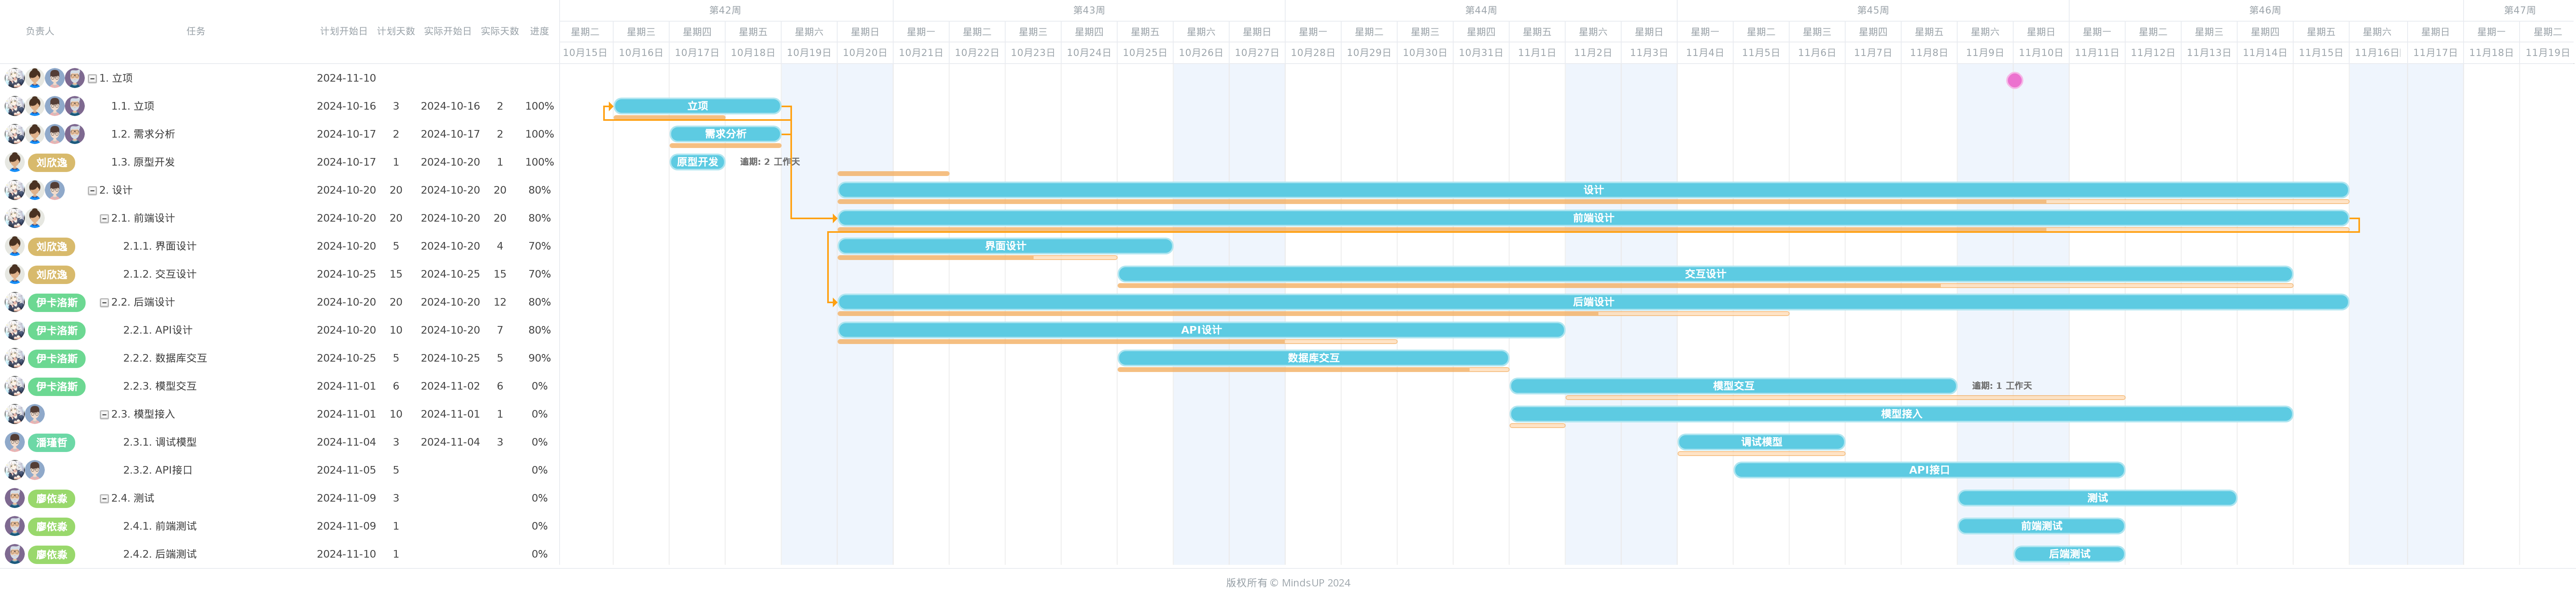 第42周 第43周 第44周 第45周 第46周 第47周
负责人 任务 计划开始日 计划天数 实际开始日 实际天数 进度 星期二 星期三 星期四 星期五 星期六 星期日 星期一 星期二 星期三 星期四 星期五 星期六 星期日 星期一 星期二 星期三 星期四 星期五 星期六 星期日 星期一 星期二 星期三 星期四 星期五 星期六 星期日 星期一 星期二 星期三 星期四 星期五 星期六 星期日 星期一 星期二
10月15日 10月16日 10月17日 10月18日 10月19日 10月20日 10月21日 10月22日 10月23日 10月24日 10月25日 10月26日 10月27日 10月28日 10月29日 10月30日 10月31日 11月1日 11月2日 11月3日 11月4日 11月5日 11月6日 11月7日 11月8日 11月9日 11月10日 11月11日 11月12日 11月13日 11月14日 11月15日 11月16日 11月17日 11月18日 11月19日
1. 立项 2024-11-10
1.1. 立项 2024-10-16 3 2024-10-16 2 100% 立项
1.2. 需求分析 2024-10-17 2 2024-10-17 2 100% 需求分析
刘欣逸 1.3. 原型开发 2024-10-17 1 2024-10-20 1 100% 原型开发 逾期: 2 工作天
2. 设计 2024-10-20 20 2024-10-20 20 80% 设计
2.1. 前端设计 2024-10-20 20 2024-10-20 20 80% 前端设计
刘欣逸 2.1.1. 界面设计 2024-10-20 5 2024-10-20 4 70% 界面设计
刘欣逸 2.1.2. 交互设计 2024-10-25 15 2024-10-25 15 70% 交互设计
伊卡洛斯 2.2. 后端设计 2024-10-20 20 2024-10-20 12 80% 后端设计
伊卡洛斯 2.2.1. API设计 2024-10-20 10 2024-10-20 7 80% API设计
伊卡洛斯 2.2.2. 数据库交互 2024-10-25 5 2024-10-25 5 90% 数据库交互
伊卡洛斯 2.2.3. 模型交互 2024-11-01 6 2024-11-02 6 0% 模型交互 逾期: 1 工作天
2.3. 模型接入 2024-11-01 10 2024-11-01 1 0% 模型接入
潘瑾哲 2.3.1. 调试模型 2024-11-04 3 2024-11-04 3 0% 调试模型
2.3.2. API接口 2024-11-05 5 0% API接口
廖依淼 2.4. 测试 2024-11-09 3 0% 测试
廖依淼 2.4.1. 前端测试 2024-11-09 1 0% 前端测试
廖依淼 2.4.2. 后端测试 2024-11-10 1 0% 后端测试
版权所有 © MindsUP 2024